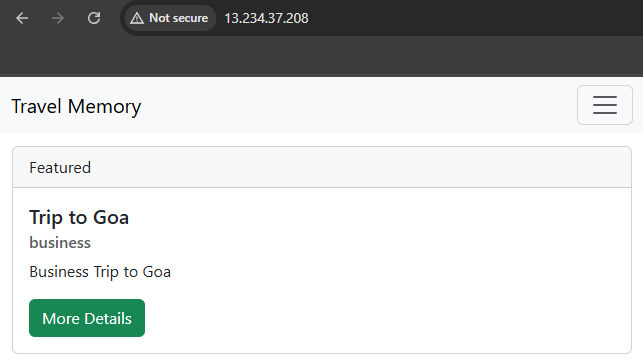 Not secure 13.234.37.208
Travel Memory
Featured
Trip to Goa
business
Business Trip to Goa
More Details